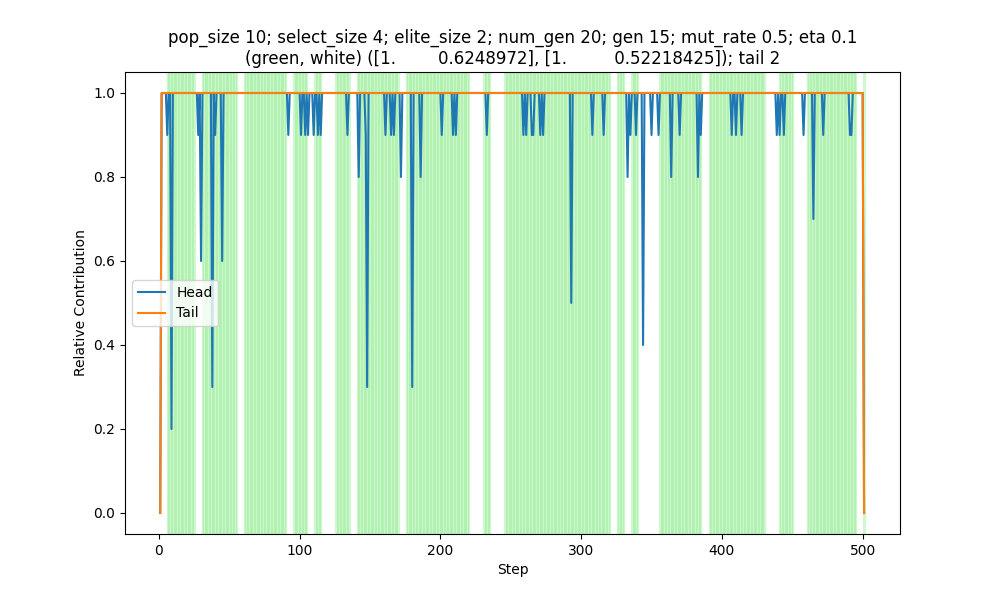 pop_size 10; select_size 4; elite_size 2; num_gen 20; gen 15; mut_rate 0.5; eta 0.1
(green, white) ([1. 0.6248972], [1. 0.52218425]); tail 2
1.0
0.8
0.6
0.4
0.2
0.0
Relative Contribution
Head
Tail
0 100 200 300 400 500
Step